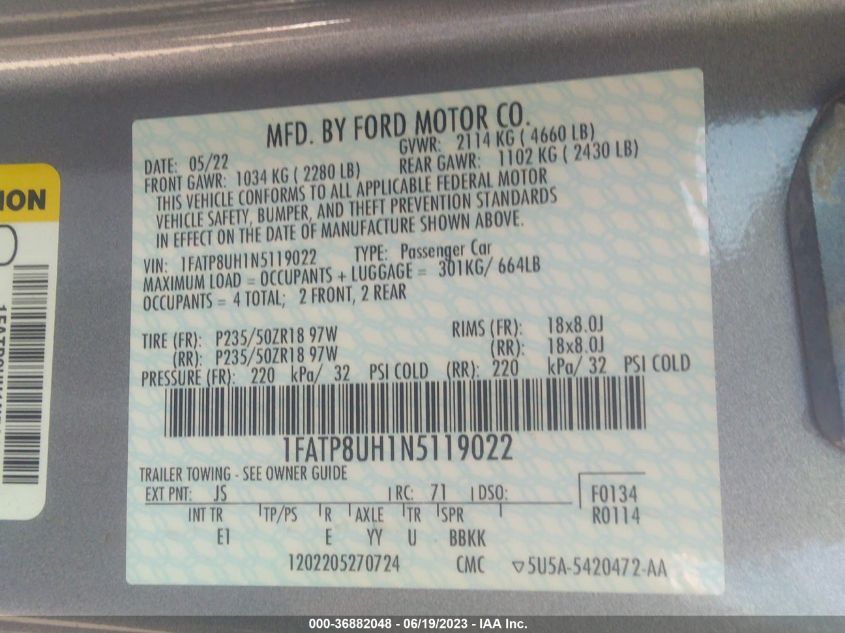 MFD. BY FORD MOTOR CO.
DATE: 05/22 GVWR: 2114 KG ( 4660 LB)
FRONT GAWR: 1034 KG ( 2280 LB) REAR GAWR: 1102 KG ( 2430 LB)
THIS VEHICLE CONFORMS TO ALL APPLICABLE FEDERAL MOTOR
VEHICLE SAFETY, BUMPER, AND THEFT PREVENTION STANDARDS
IN EFFECT ON THE DATE OF MANUFACTURE SHOWN ABOVE.
VIN: 1FATP8UH1N5119022 TYPE: Passenger Car
MAXIMUM LOAD = OCCUPANTS + LUGGAGE = 301KG/ 664LB
OCCUPANTS = 4 TOTAL; 2 FRONT, 2 REAR
TIRE (FR): P235/50ZR18 97W RIMS (FR): 18x8.0J
(RR): P235/50ZR18 97W (RR): 18x8.0J
PRESSURE (FR): 220 kPa/ 32 PSI COLD (RR): 220 kPa/ 32 PSI COLD
1FATP8UH1N5119022
TRAILER TOWING - SEE OWNER GUIDE
EXT PNT: JS RC: 71 DSO: F0134
INT TR TP/PS R AXLE TR SPR R0114
E1 E YY U BBKK
1202205270724 CMC ▽5U5A-5420472-AA
000-36882048 - 06/19/2023 - IAA Inc.